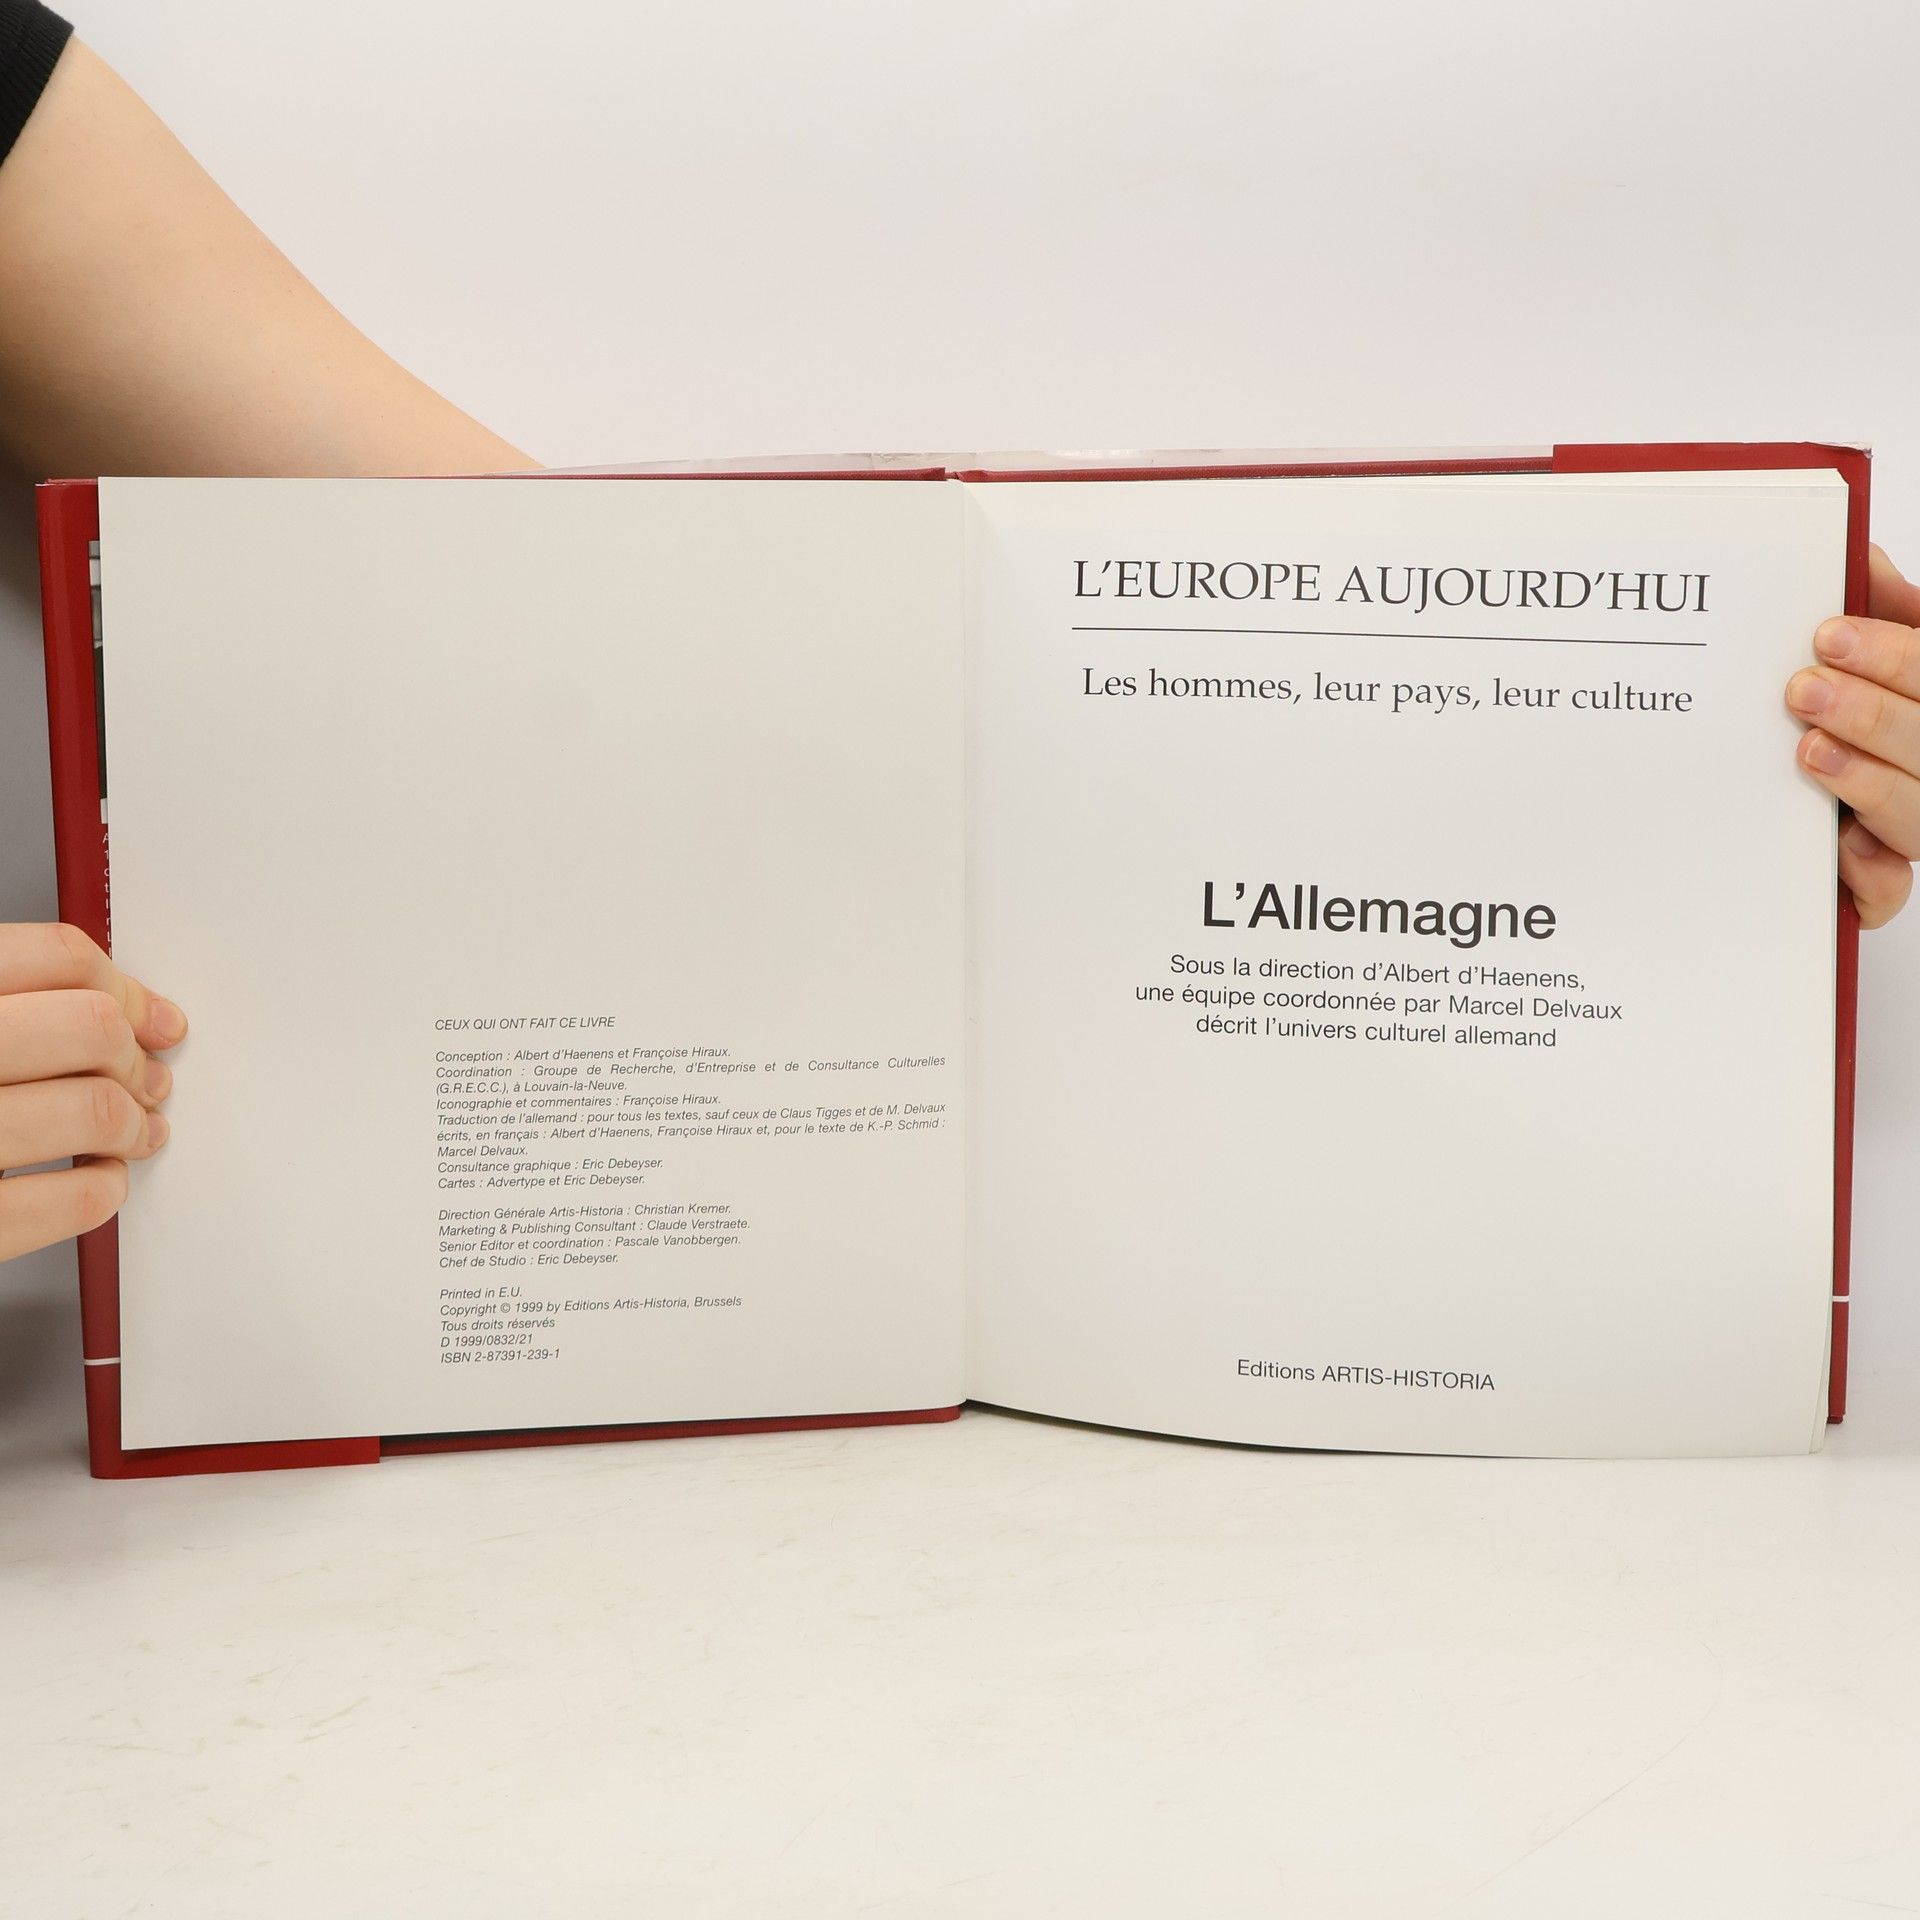 CEUX QUI ONT FAIT CE LIVRE
Conception : Albert d'Haenens et Françoise Hiraux.
Coordination : Groupe de Recherche, d'Entreprise et de Consultance Culturelles
(G.R.E.C.C.), à Louvain-la-Neuve.
Iconographie et commentaires : Françoise Hiraux.
Traduction de l'allemand : pour tous les textes, sauf ceux de Claus Tigges et de M. Delvaux
écrits, en français : Albert d'Haenens, Françoise Hiraux et, pour le texte de K.-P. Schmid :
Marcel Delvaux.
Consultance graphique : Eric Debeyser.
Cartes : Advertype et Eric Debeyser.
Direction Générale Artis-Historia : Christian Kremer.
Marketing & Publishing Consultant : Claude Verstraete.
Senior Editor et coordination : Pascale Vanobbergen.
Chef de Studio : Eric Debeyser.
Printed in E.U.
Copyright © 1999 by Editions Artis-Historia, Brussels
Tous droits réservés
D 1999/0832/21
ISBN 2-87391-239-1
L'EUROPE AUJOURD'HUI
Les hommes, leur pays, leur culture
L'Allemagne
Sous la direction d'Albert d'Haenens,
une équipe coordonnée par Marcel Delvaux
décrit l'univers culturel allemand
Editions ARTIS-HISTORIA